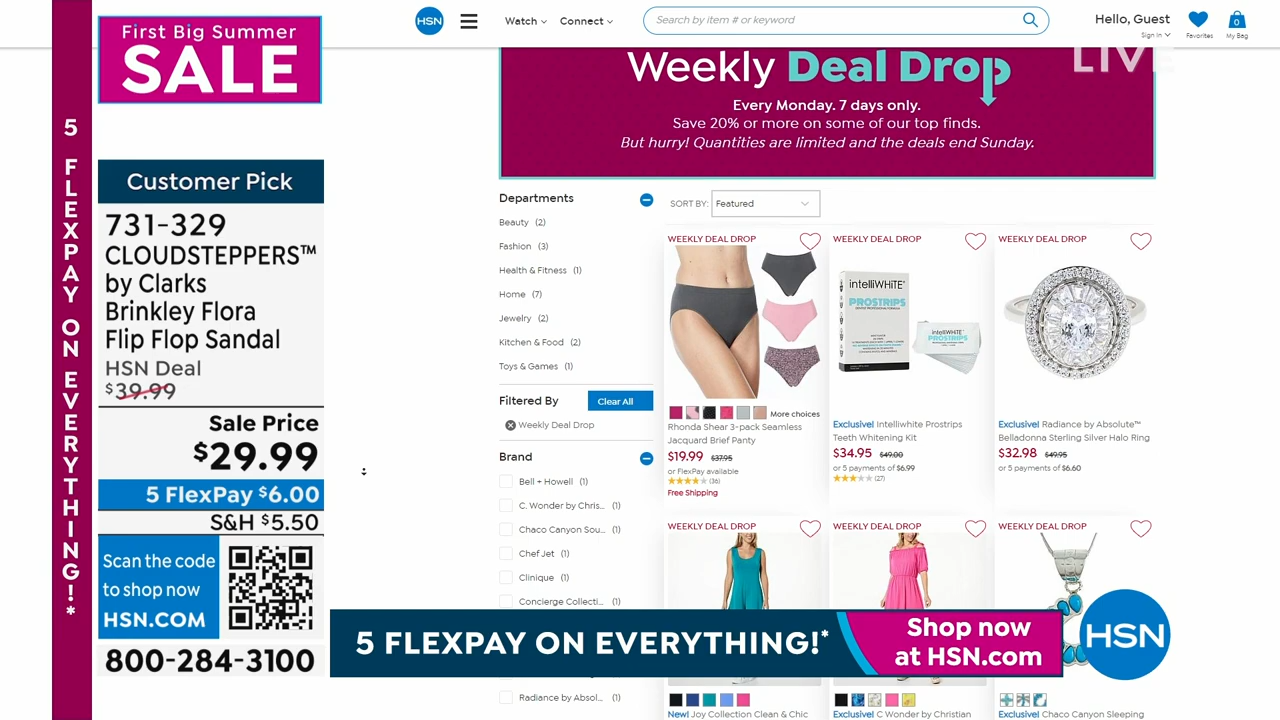 First Big Summer
SALE
5 FLEXPAY ON EVERYTHING!*
Customer Pick
731-329
CLOUDSTEPPERS™
by Clarks
Brinkley Flora
Flip Flop Sandal
HSN Deal
$39.99
Sale Price
$29.99
5 FlexPay $6.00
S&H $5.50
Scan the code
to shop now
HSN.COM
800-284-3100
HSN
Watch
Connect
Search by item # or keyword
Hello, Guest
Sign in
Favorites
0
My Bag
LIVE
Weekly Deal Drop
Every Monday. 7 days only.
Save 20% or more on some of our top finds.
But hurry! Quantities are limited and the deals end Sunday.
Departments
Beauty (2)
Fashion (3)
Health & Fitness (1)
Home (7)
Jewelry (2)
Kitchen & Food (2)
Toys & Games (1)
Filtered By
Clear All
Weekly Deal Drop
Brand
Bell + Howell (1)
C. Wonder by Chris... (1)
Chaco Canyon Sou... (1)
Chef Jet (1)
Clinique (1)
Concierge Collecti... (1)
Radiance by Absol... (1)
SORT BY: Featured
WEEKLY DEAL DROP
More choices
Rhonda Shear 3-pack Seamless
Jacquard Brief Panty
$19.99 $37.95
or FlexPay available
(36)
Free Shipping
WEEKLY DEAL DROP
intelliWHiTE
PROSTRIPS
intelliWHiTE
PROSTRIPS
Exclusive! Intelliwhite Prostrips
Teeth Whitening Kit
$34.95 $49.00
or 5 payments of $6.99
(27)
WEEKLY DEAL DROP
Exclusive! Radiance by Absolute™
Belladonna Sterling Silver Halo Ring
$32.98 $49.95
or 5 payments of $6.60
WEEKLY DEAL DROP
New! Joy Collection Clean & Chic
WEEKLY DEAL DROP
Exclusive! C Wonder by Christian
WEEKLY DEAL DROP
Exclusive! Chaco Canyon Sleeping
5 FLEXPAY ON EVERYTHING!*
Shop now
at HSN.com
HSN